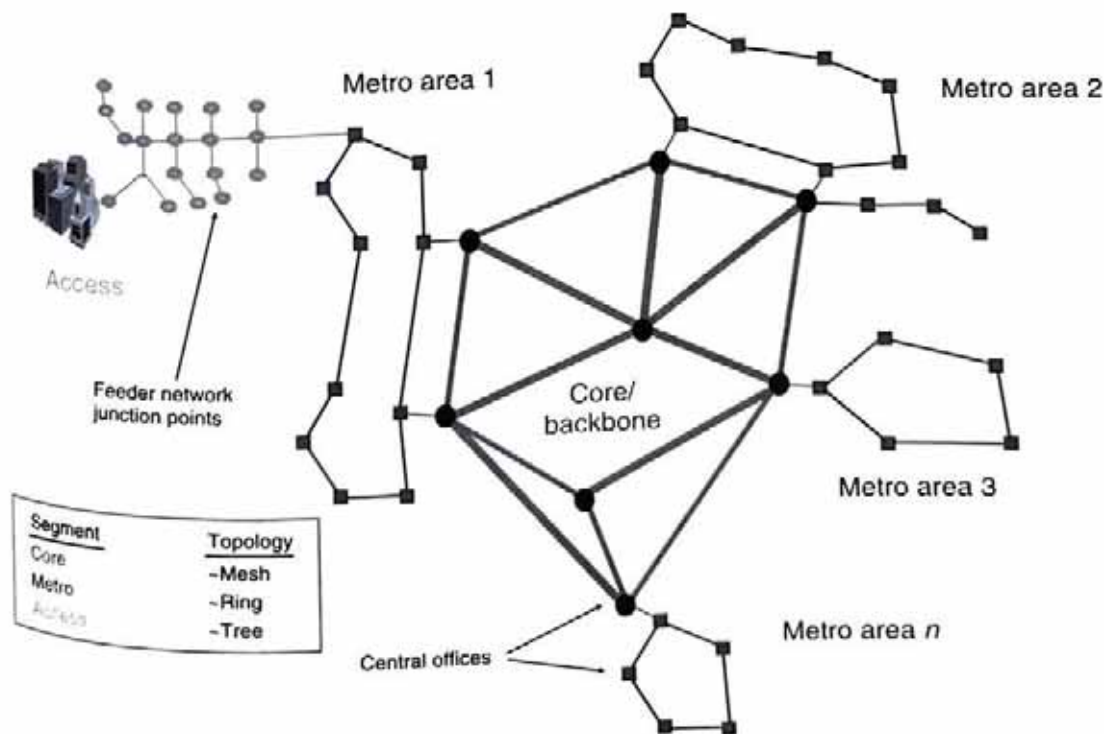 Metro area 1
Metro area 2
Access
Feeder network
junction points
Core/
backbone
Metro area 3
Segment Topology
Core ~Mesh
Metro ~Ring
Access ~Tree
Metro area n
Central offices